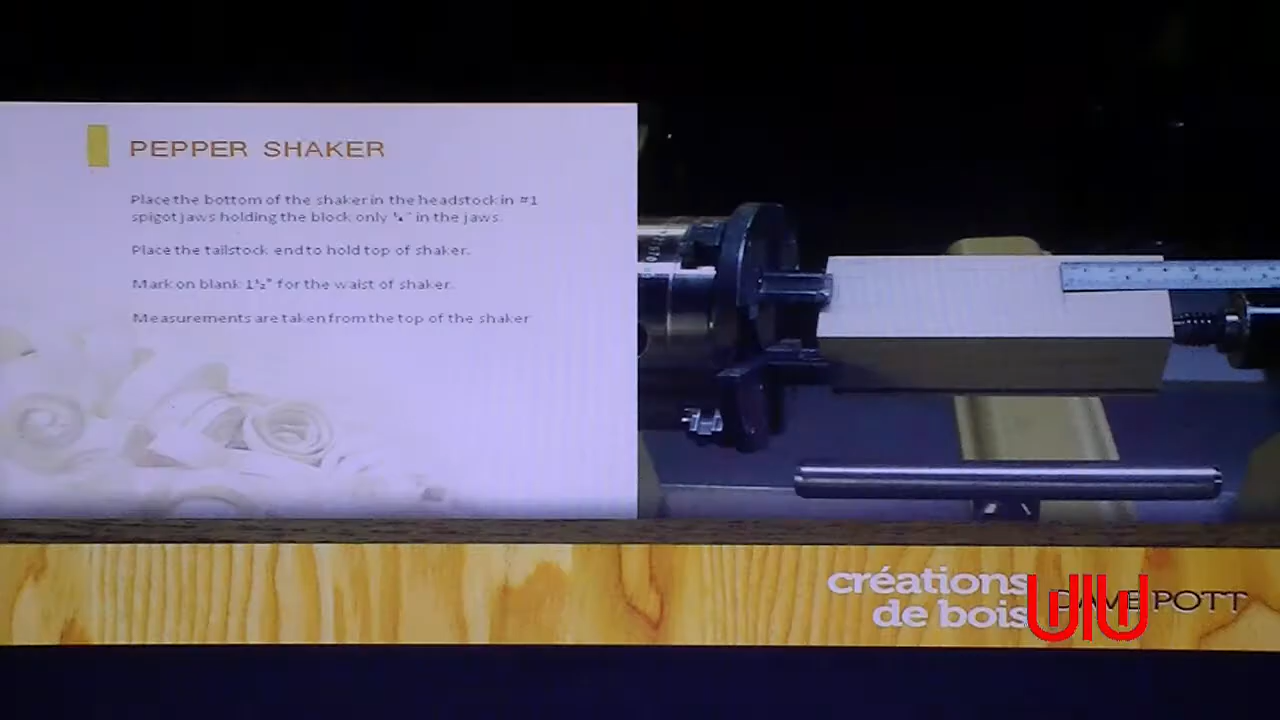 PEPPER SHAKER
Place the bottom of the shaker in the headstock in #1
spigot jaws holding the block only ¼" in the jaws.
Place the tailstock end to hold top of shaker.
Mark on blank 1½" for the waist of shaker.
Measurements are taken from the top of the shaker
créations
de bois
DAVE POTT